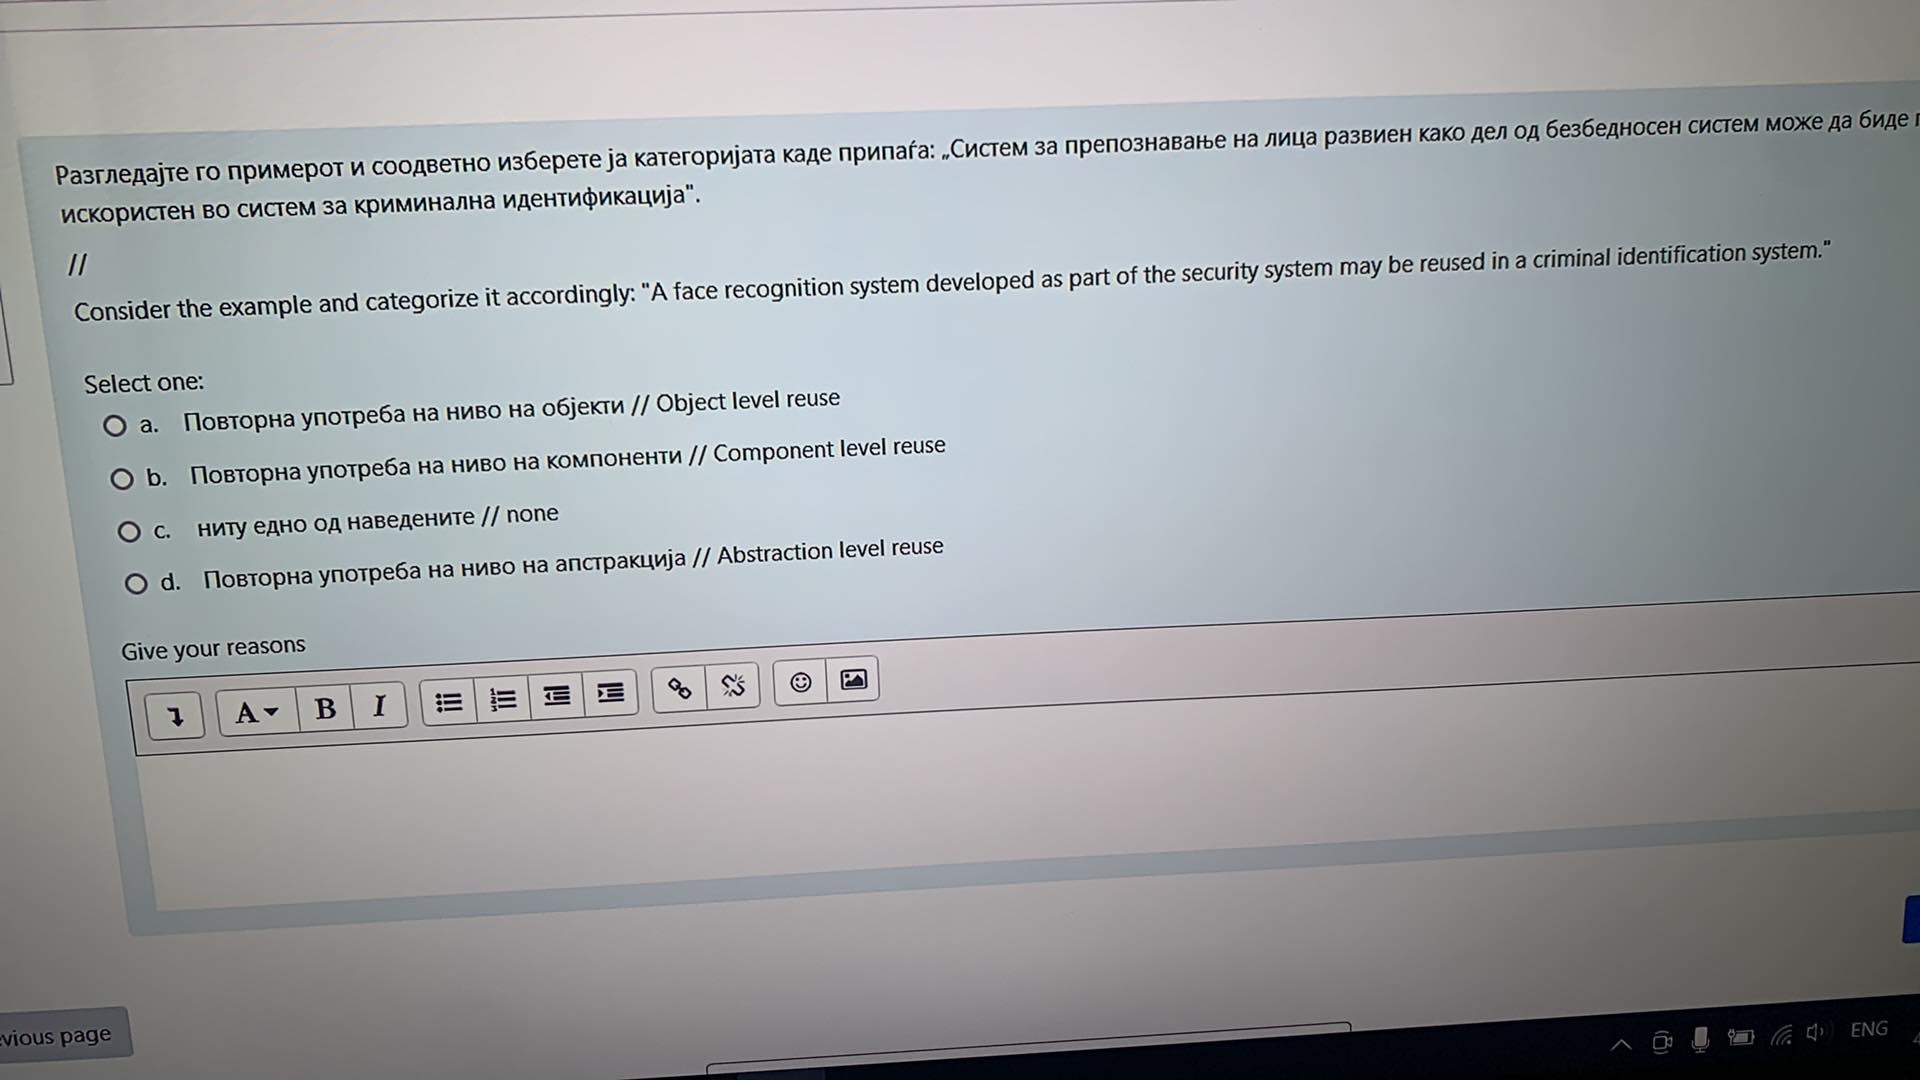 Разгледајте го примерот и соодветно изберете ја категоријата каде припаѓа: „Систем за препознавање на лица развиен како дел од безбедносен систем може да биде
искористен во систем за криминална идентификација".
//
Consider the example and categorize it accordingly: "A face recognition system developed as part of the security system may be reused in a criminal identification system."
Select one:
a. Повторна употреба на ниво на објекти // Object level reuse
b. Повторна употреба на ниво на компоненти // Component level reuse
c. ниту едно од наведените // none
d. Повторна употреба на ниво на апстракција // Abstraction level reuse
Give your reasons
A B I
vious page
ENG